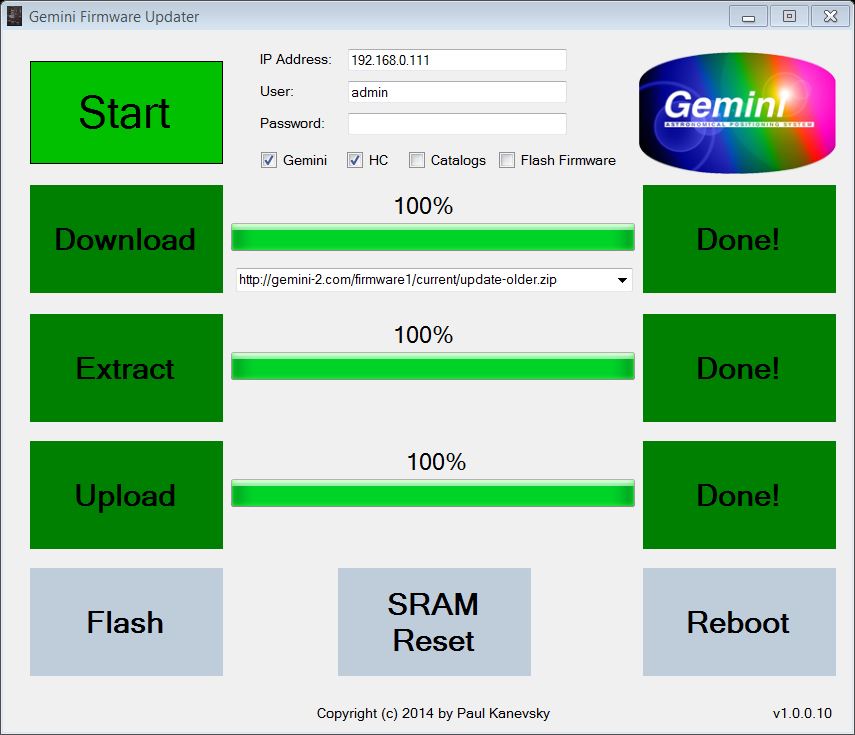 Gemini Firmware Updater
Start
IP Address: 192.168.0.111
User: admin
Password:
Gemini HC Catalogs Flash Firmware
Gemini
ASTRONOMICAL POSITIONING SYSTEM
100%
Download Done!
http://gemini-2.com/firmware1/current/update-older.zip
100%
Extract Done!
100%
Upload Done!
Flash
SRAM
Reset
Reboot
Copyright (c) 2014 by Paul Kanevsky
v1.0.0.10